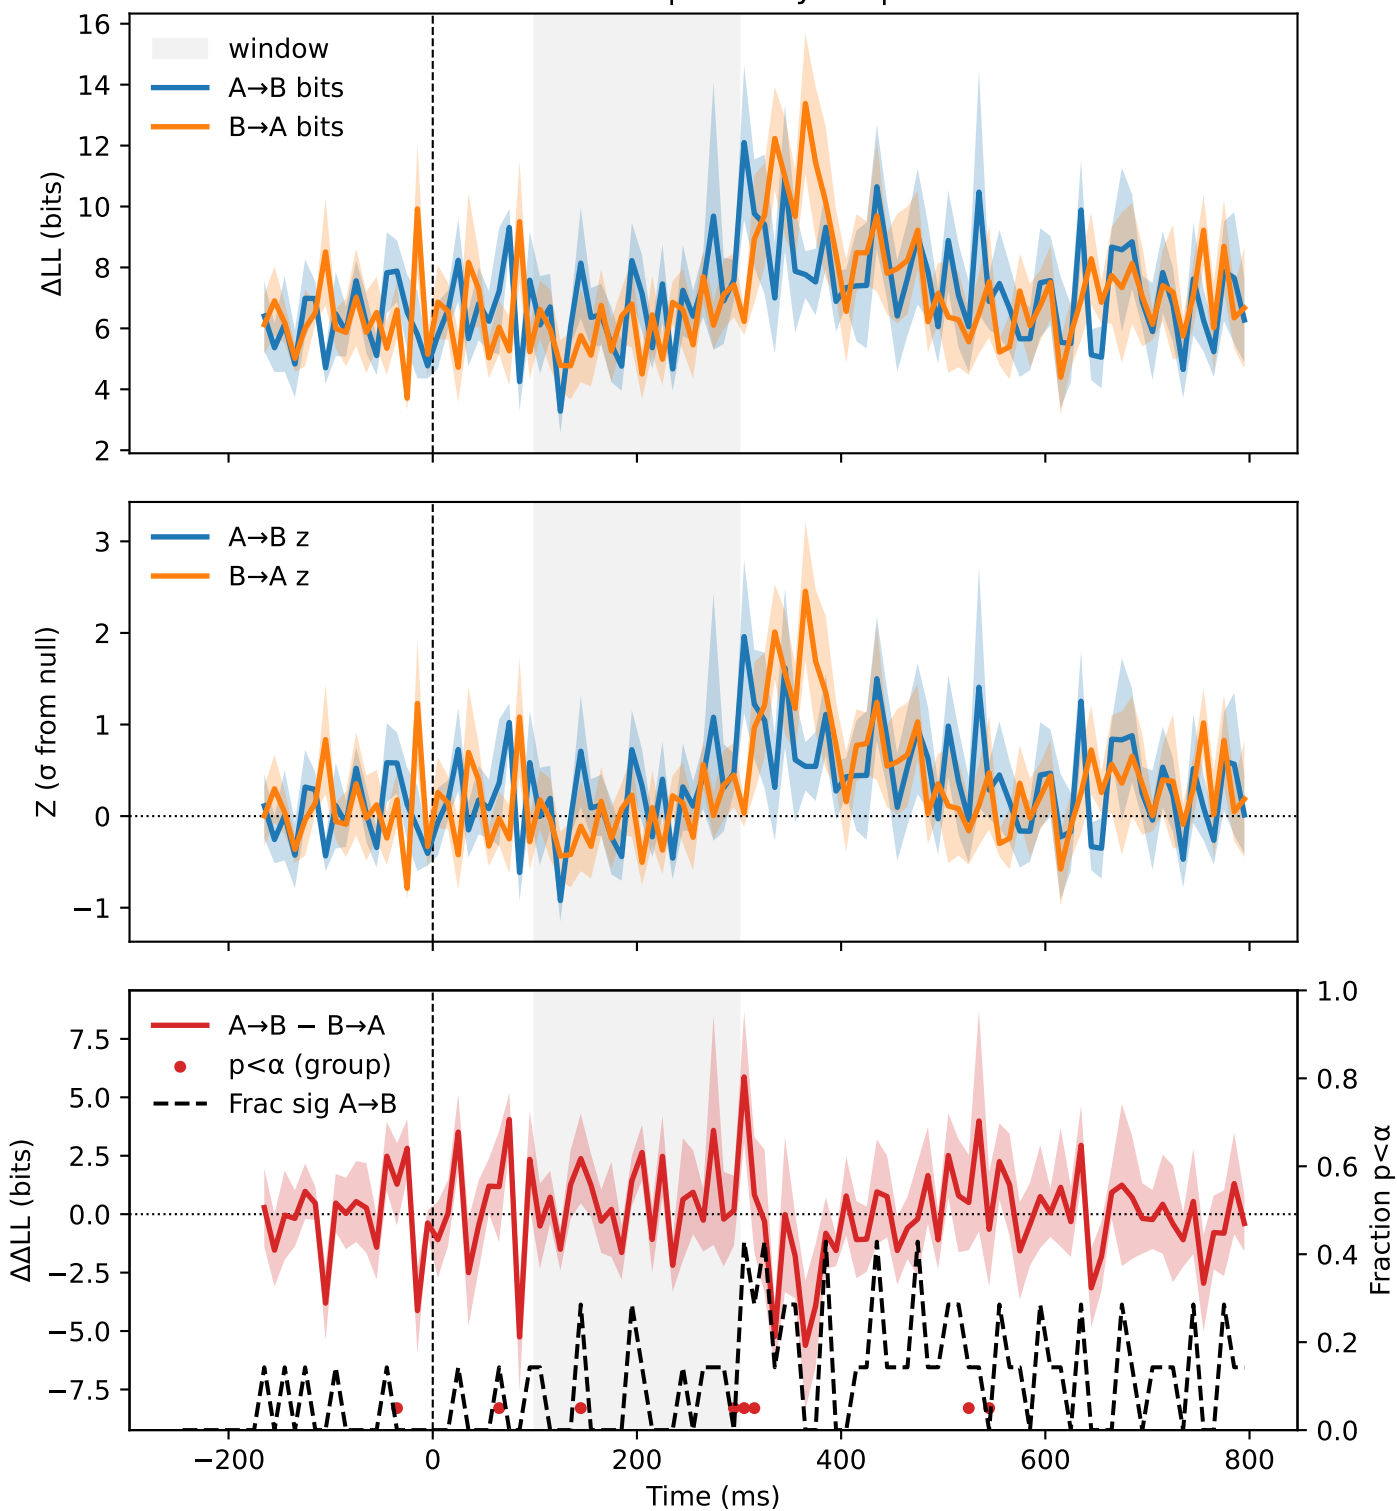 16
14
12
10
8
6
4
2
ΔLL (bits)
window
A→B bits
B→A bits
3
2
1
0
−1
Z (σ from null)
A→B z
B→A z
7.5
5.0
2.5
0.0
−2.5
−5.0
−7.5
ΔΔLL (bits)
A→B − B→A
p<α (group)
Frac sig A→B
1.0
0.8
0.6
0.4
0.2
0.0
Fraction p<α
−200
0
200
400
600
800
Time (ms)